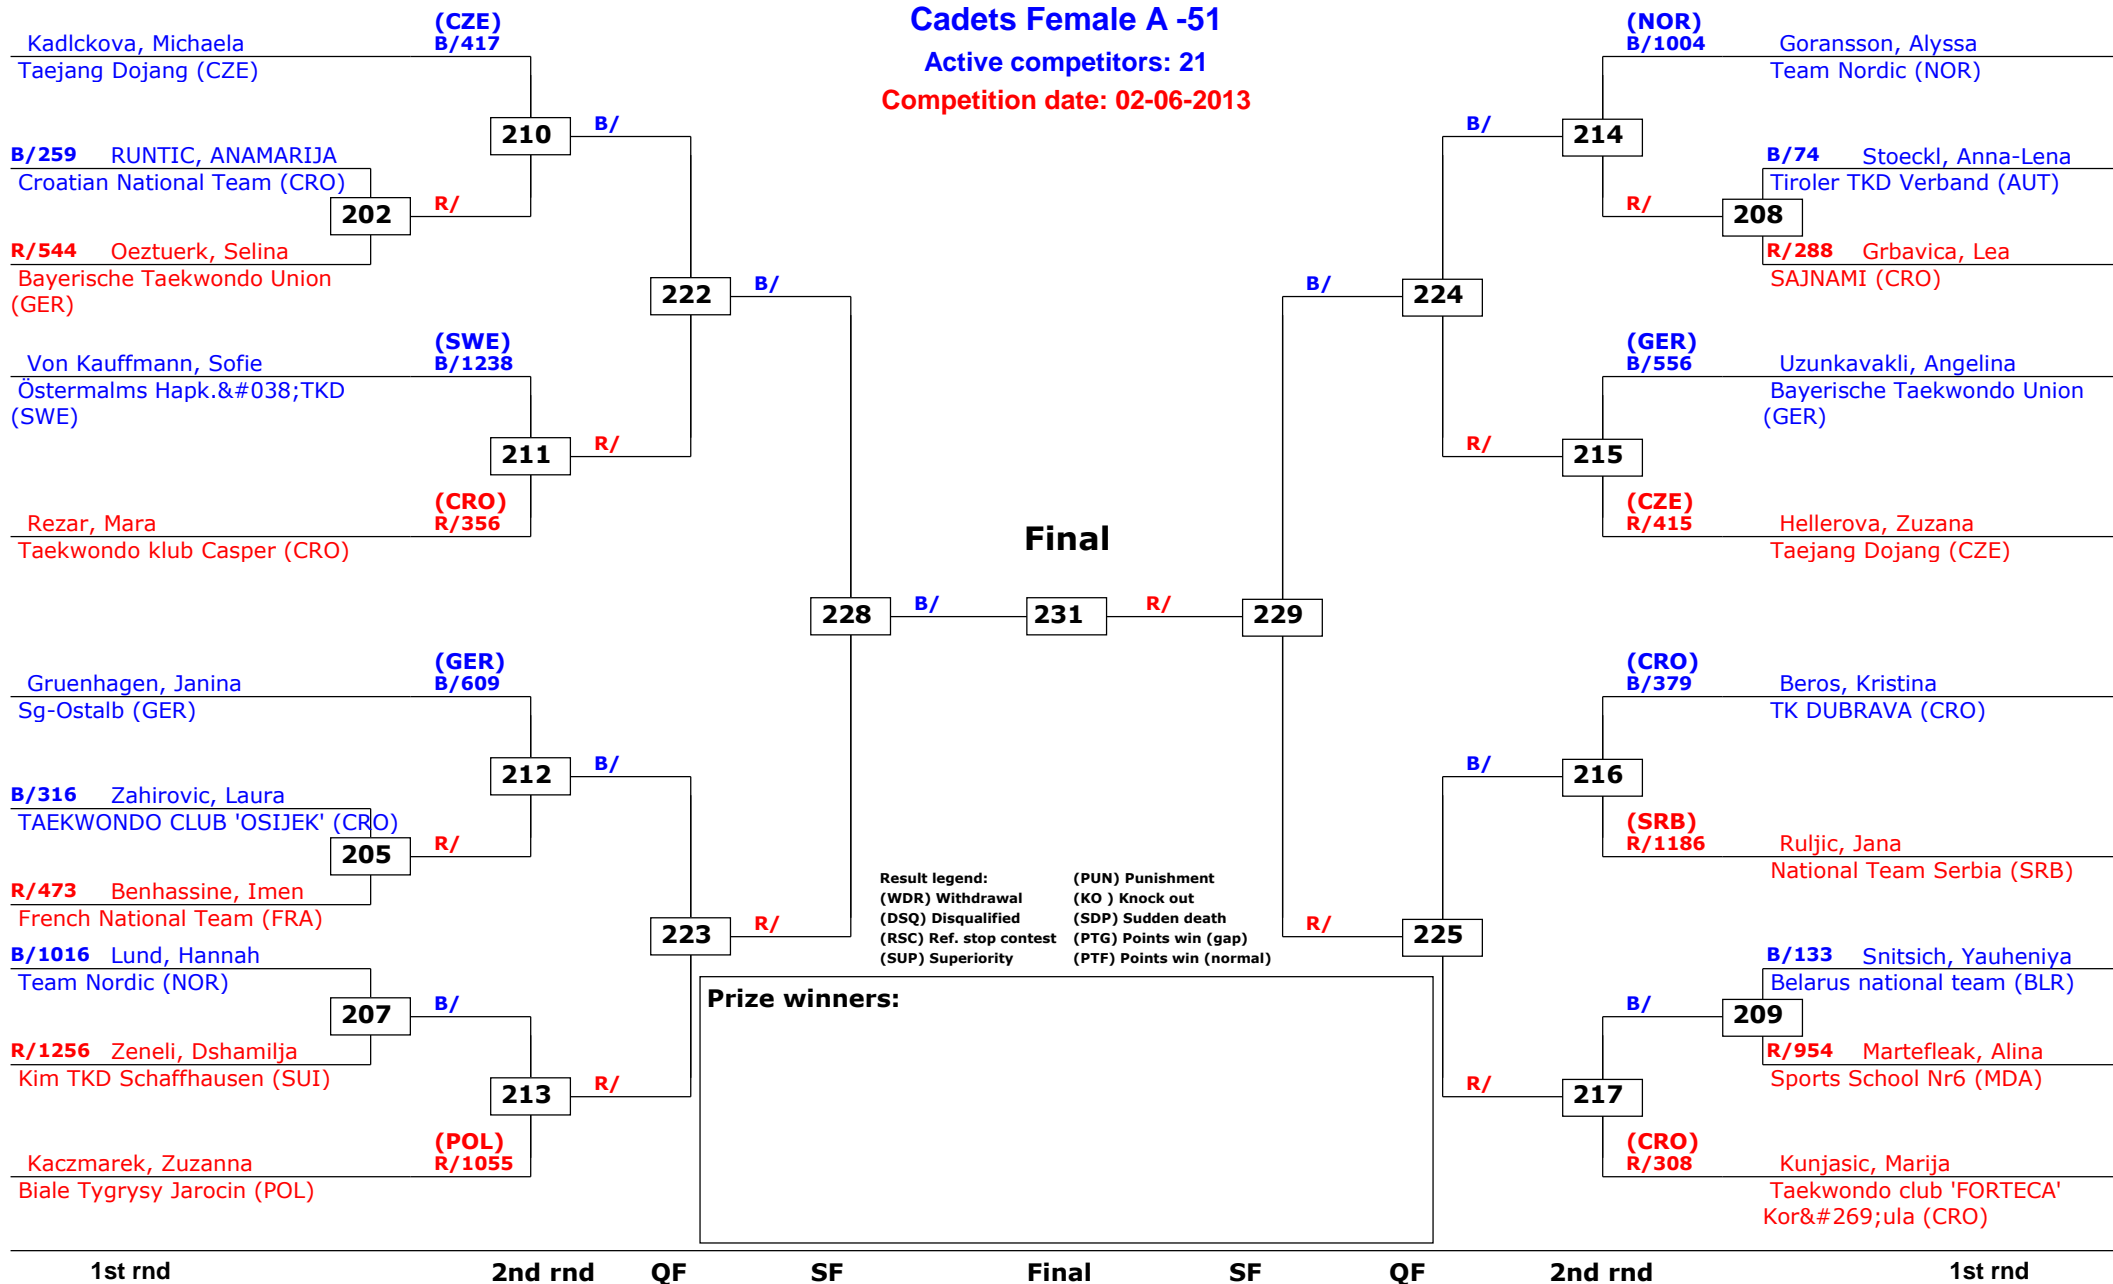 Cadets Female A -51
Active competitors: 21
Competition date: 02-06-2013
(CZE)
Kadlckova, Michaela B/417
Taejang Dojang (CZE)
210 B/
B/259 RUNTIC, ANAMARIJA
Croatian National Team (CRO)
202 R/
R/544 Oeztuerk, Selina
Bayerische Taekwondo Union
(GER)
222 B/
(SWE)
Von Kauffmann, Sofie B/1238
Östermalms Hapk.&#038;TKD
(SWE)
211 R/
(CRO)
Rezar, Mara R/356
Taekwondo klub Casper (CRO)
Final
228 B/ 231 R/ 229
(GER)
Gruenhagen, Janina B/609
Sg-Ostalb (GER)
212 B/
B/316 Zahirovic, Laura
TAEKWONDO CLUB 'OSIJEK' (CRO)
205 R/
R/473 Benhassine, Imen
French National Team (FRA)
223 R/
B/1016 Lund, Hannah
Team Nordic (NOR)
207 B/
R/1256 Zeneli, Dshamilja
Kim TKD Schaffhausen (SUI)
213 R/
(POL)
Kaczmarek, Zuzanna R/1055
Biale Tygrysy Jarocin (POL)
(NOR)
B/1004 Goransson, Alyssa
Team Nordic (NOR)
B/ 214
B/74 Stoeckl, Anna-Lena
Tiroler TKD Verband (AUT)
R/ 208
R/288 Grbavica, Lea
SAJNAMI (CRO)
B/ 224
(GER)
B/556 Uzunkavakli, Angelina
Bayerische Taekwondo Union
(GER)
R/ 215
(CZE)
R/415 Hellerova, Zuzana
Taejang Dojang (CZE)
(CRO)
B/379 Beros, Kristina
TK DUBRAVA (CRO)
B/ 216
(SRB)
R/1186 Ruljic, Jana
National Team Serbia (SRB)
R/ 225
B/133 Snitsich, Yauheniya
Belarus national team (BLR)
B/ 209
R/954 Martefleak, Alina
Sports School Nr6 (MDA)
R/ 217
(CRO)
R/308 Kunjasic, Marija
Taekwondo club 'FORTECA'
Kor&#269;ula (CRO)
Result legend: (PUN) Punishment
(WDR) Withdrawal (KO ) Knock out
(DSQ) Disqualified (SDP) Sudden death
(RSC) Ref. stop contest (PTG) Points win (gap)
(SUP) Superiority (PTF) Points win (normal)
Prize winners:
1st rnd 2nd rnd QF SF Final SF QF 2nd rnd 1st rnd